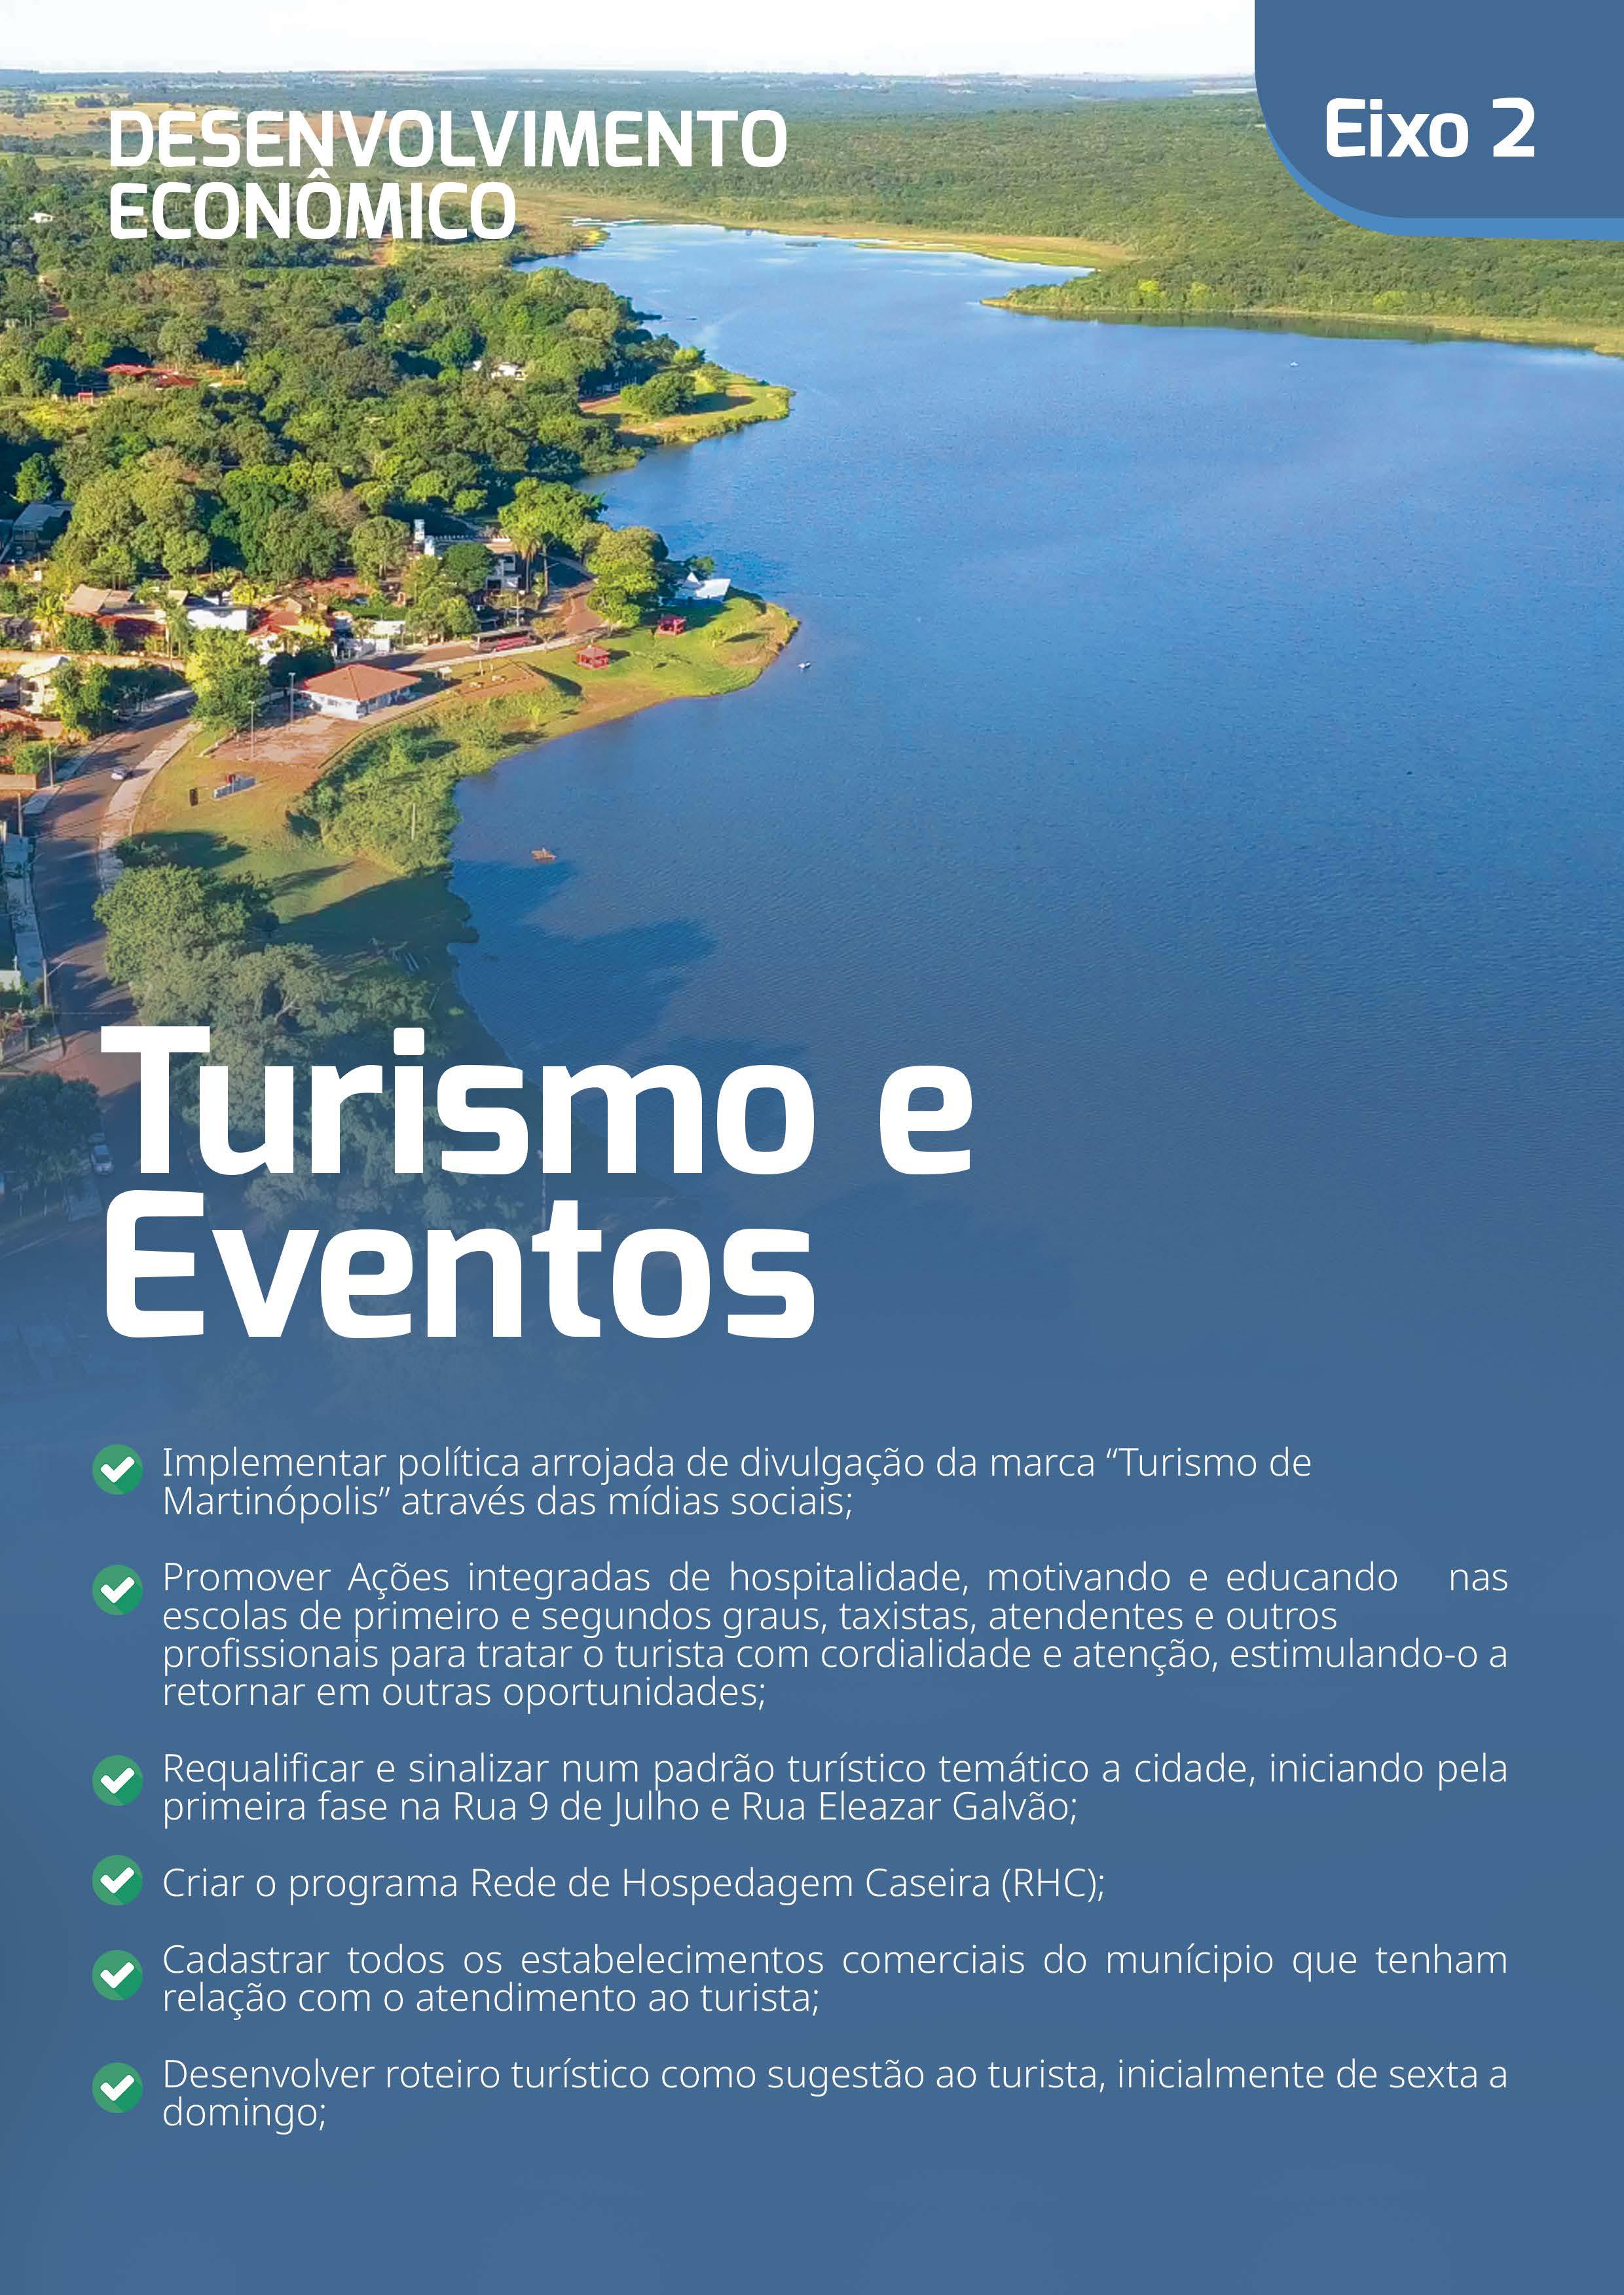 DESENVOLVIMENTO
ECONÔMICO
Eixo 2
Turismo e
Eventos
Implementar política arrojada de divulgação da marca “Turismo de
Martinópolis” através das mídias sociais;
Promover Ações integradas de hospitalidade, motivando e educando nas
escolas de primeiro e segundos graus, taxistas, atendentes e outros
profissionais para tratar o turista com cordialidade e atenção, estimulando-o a
retornar em outras oportunidades;
Requalificar e sinalizar num padrão turístico temático a cidade, iniciando pela
primeira fase na Rua 9 de Julho e Rua Eleazar Galvão;
Criar o programa Rede de Hospedagem Caseira (RHC);
Cadastrar todos os estabelecimentos comerciais do munícipio que tenham
relação com o atendimento ao turista;
Desenvolver roteiro turístico como sugestão ao turista, inicialmente de sexta a
domingo;